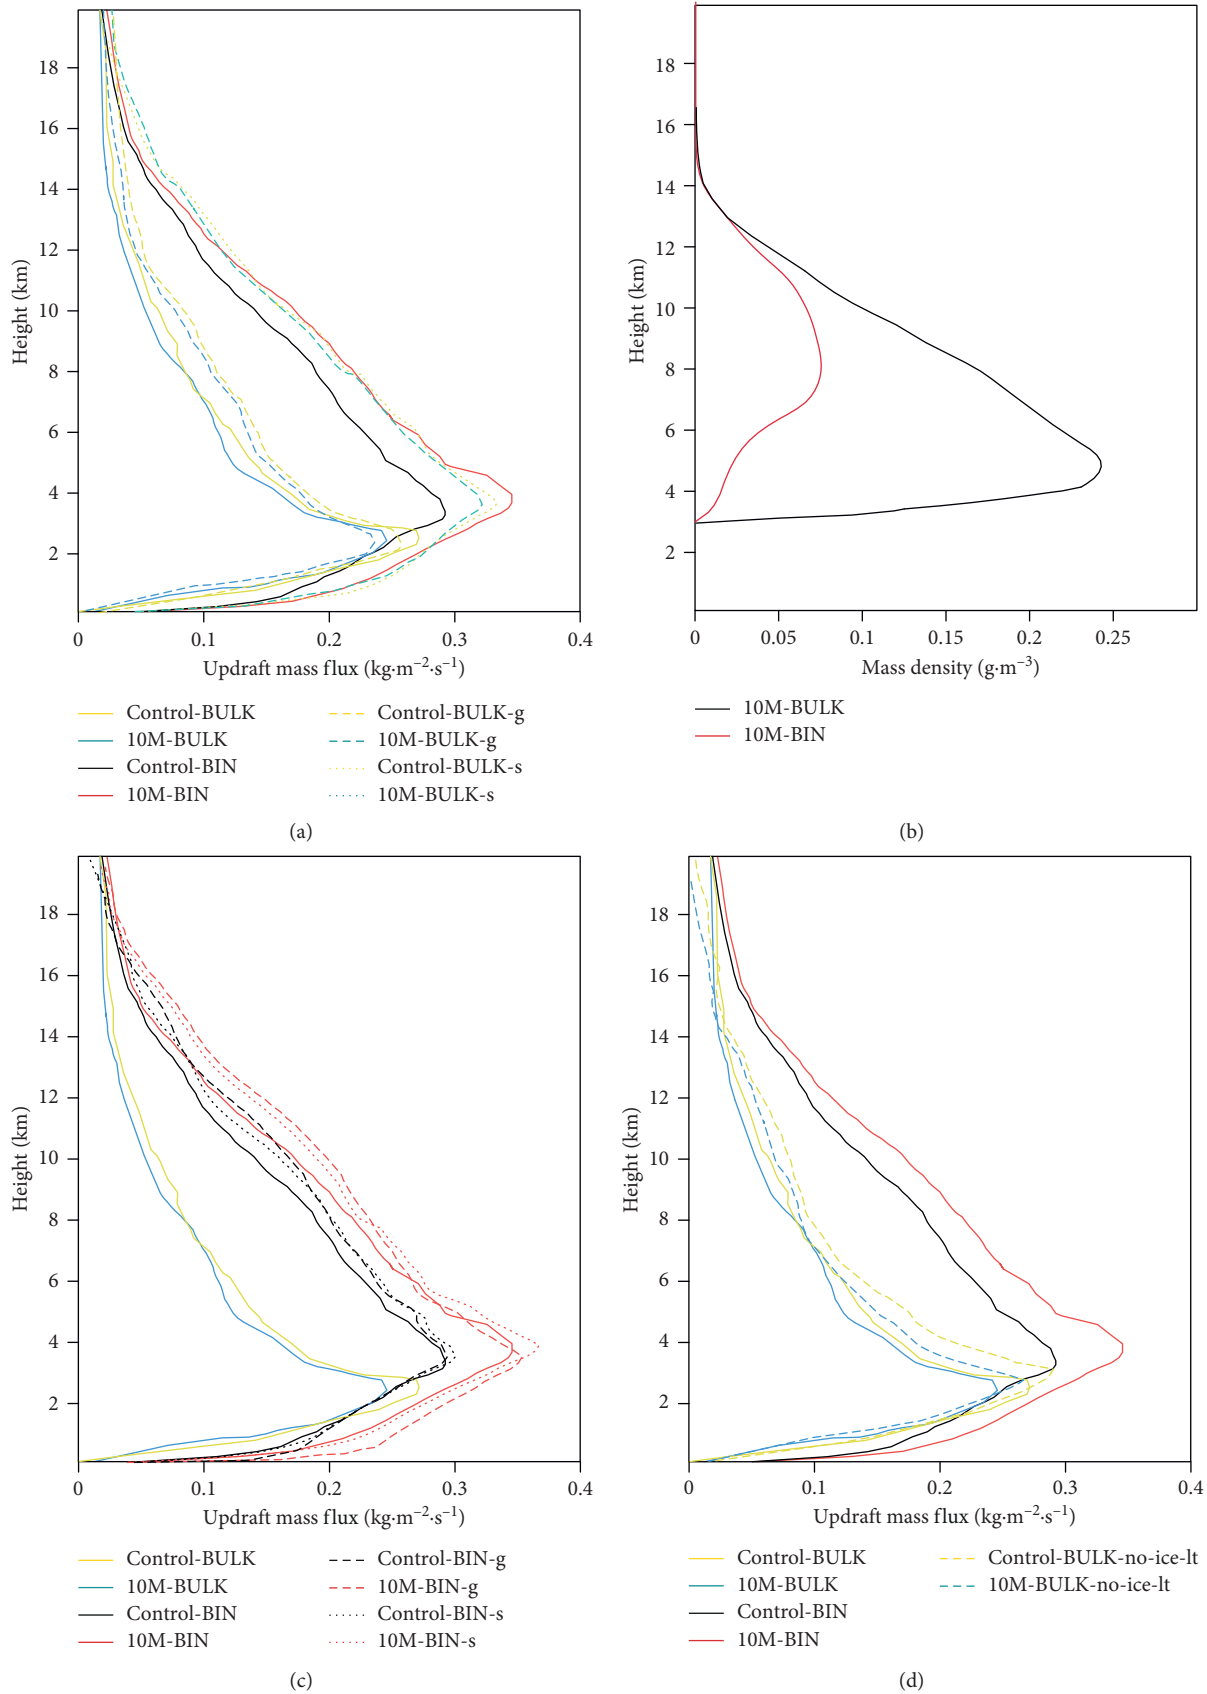 18
16
14
12
10
8
6
4
2
Height (km)
0 0.1 0.2 0.3 0.4
Updraft mass flux (kg·m−2·s−1)
Control-BULK
10M-BULK
Control-BIN
10M-BIN
Control-BULK-g
10M-BULK-g
Control-BULK-s
10M-BULK-s
(a)
18
16
14
12
10
8
6
4
2
Height (km)
0 0.05 0.1 0.15 0.2 0.25
Mass density (g·m−3)
10M-BULK
10M-BIN
(b)
18
16
14
12
10
8
6
4
2
Height (km)
0 0.1 0.2 0.3 0.4
Updraft mass flux (kg·m−2·s−1)
Control-BULK
10M-BULK
Control-BIN
10M-BIN
Control-BIN-g
10M-BIN-g
Control-BIN-s
10M-BIN-s
(c)
18
16
14
12
10
8
6
4
2
Height (km)
0 0.1 0.2 0.3 0.4
Updraft mass flux (kg·m−2·s−1)
Control-BULK
10M-BULK
Control-BIN
10M-BIN
Control-BULK-no-ice-lt
10M-BULK-no-ice-lt
(d)